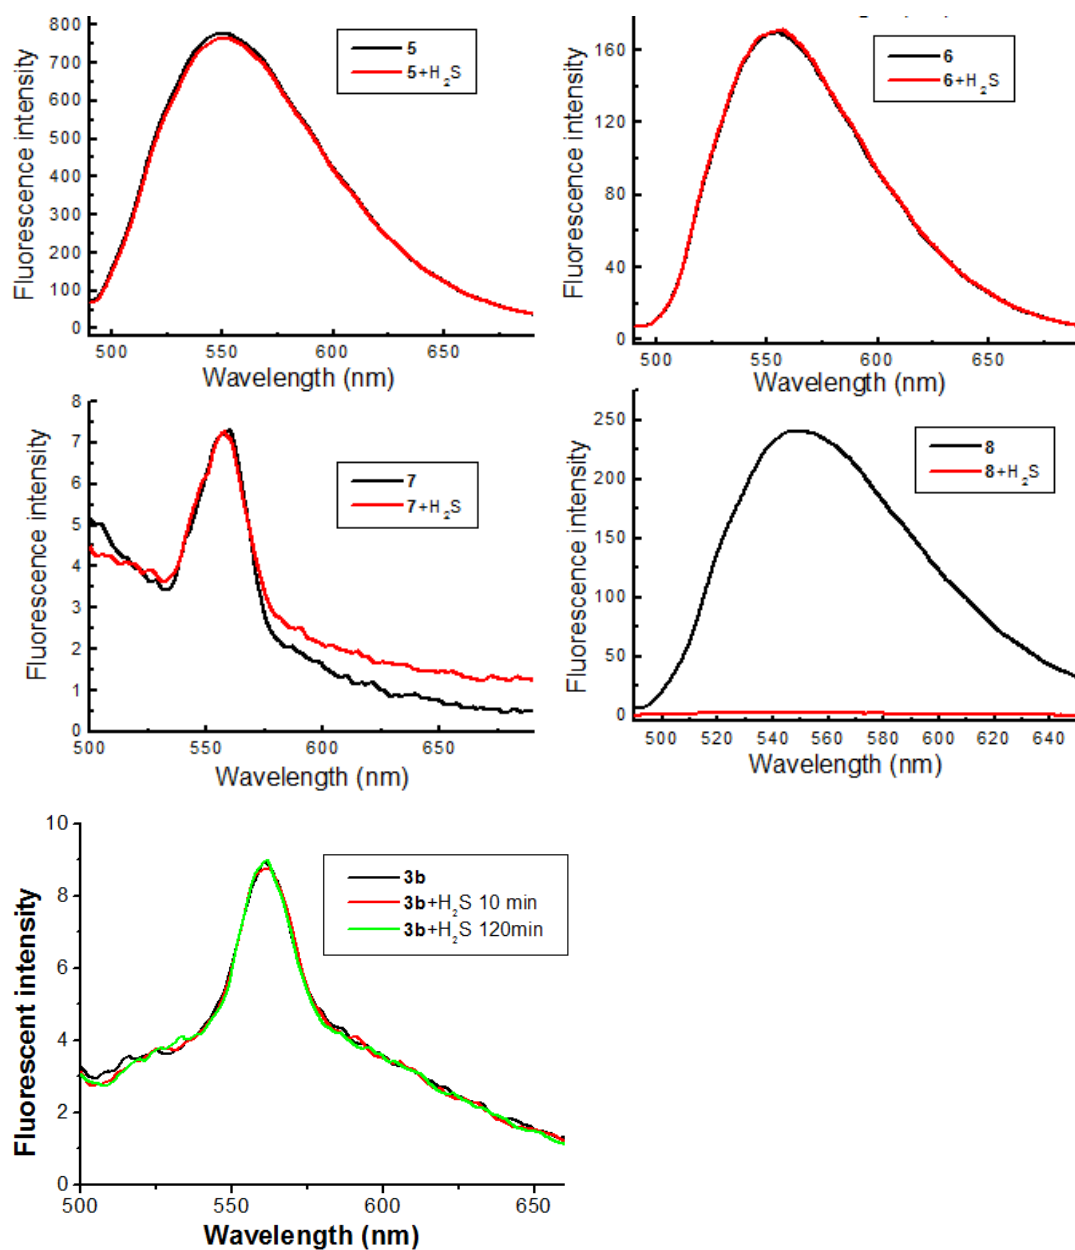 800
700
600
500
400
300
200
100
0
Fluorescence intensity
5
5+H₂S
500 550 600 650
Wavelength (nm)
160
120
80
40
0
Fluorescence intensity
6
6+H₂S
500 550 600 650
Wavelength (nm)
8
7
6
5
4
3
2
1
0
Fluorescence intensity
7
7+H₂S
500 550 600 650
Wavelength (nm)
250
200
150
100
50
0
Fluorescence intensity
8
8+H₂S
500 520 540 560 580 600 620 640
Wavelength (nm)
10
8
6
4
2
0
Fluorescent intensity
3b
3b+H₂S 10 min
3b+H₂S 120min
500 550 600 650
Wavelength (nm)